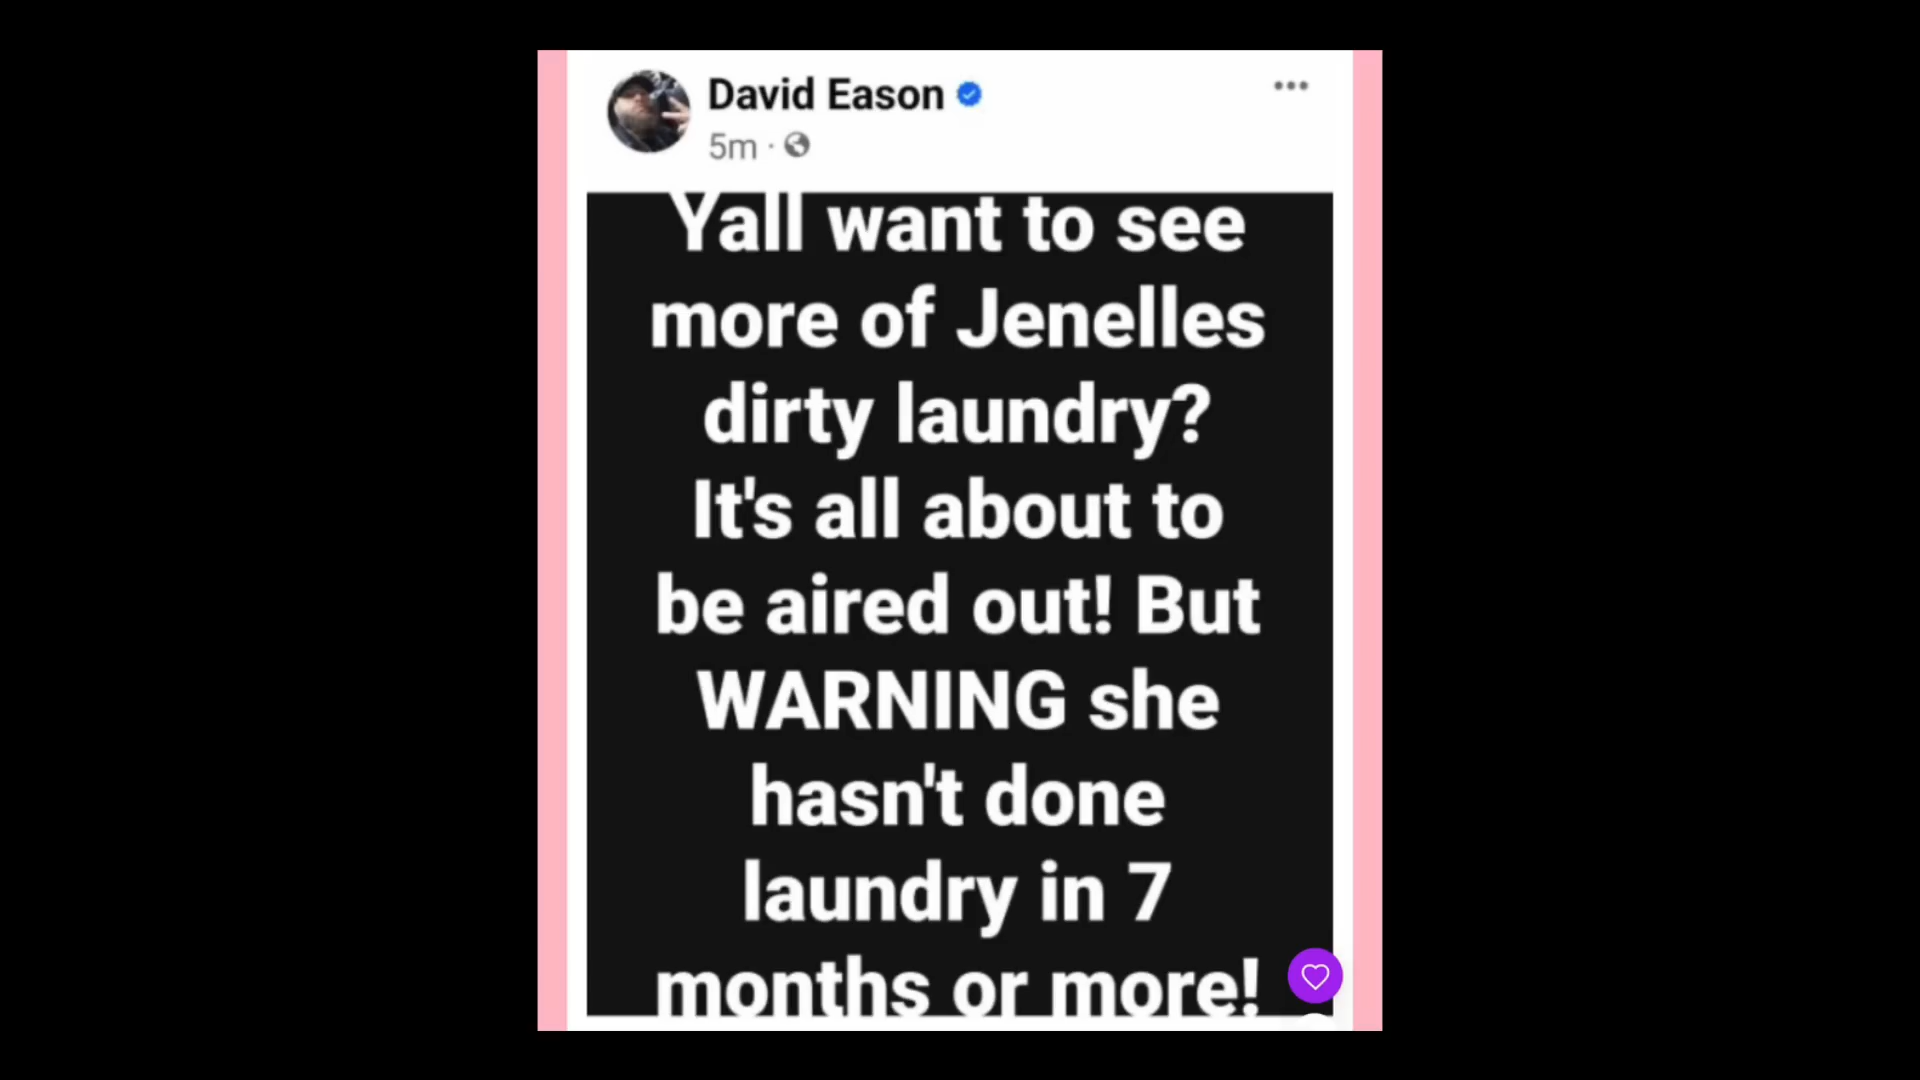 David Eason
5m ·
Yall want to see
more of Jenelles
dirty laundry?
It's all about to
be aired out! But
WARNING she
hasn't done
laundry in 7
months or more!